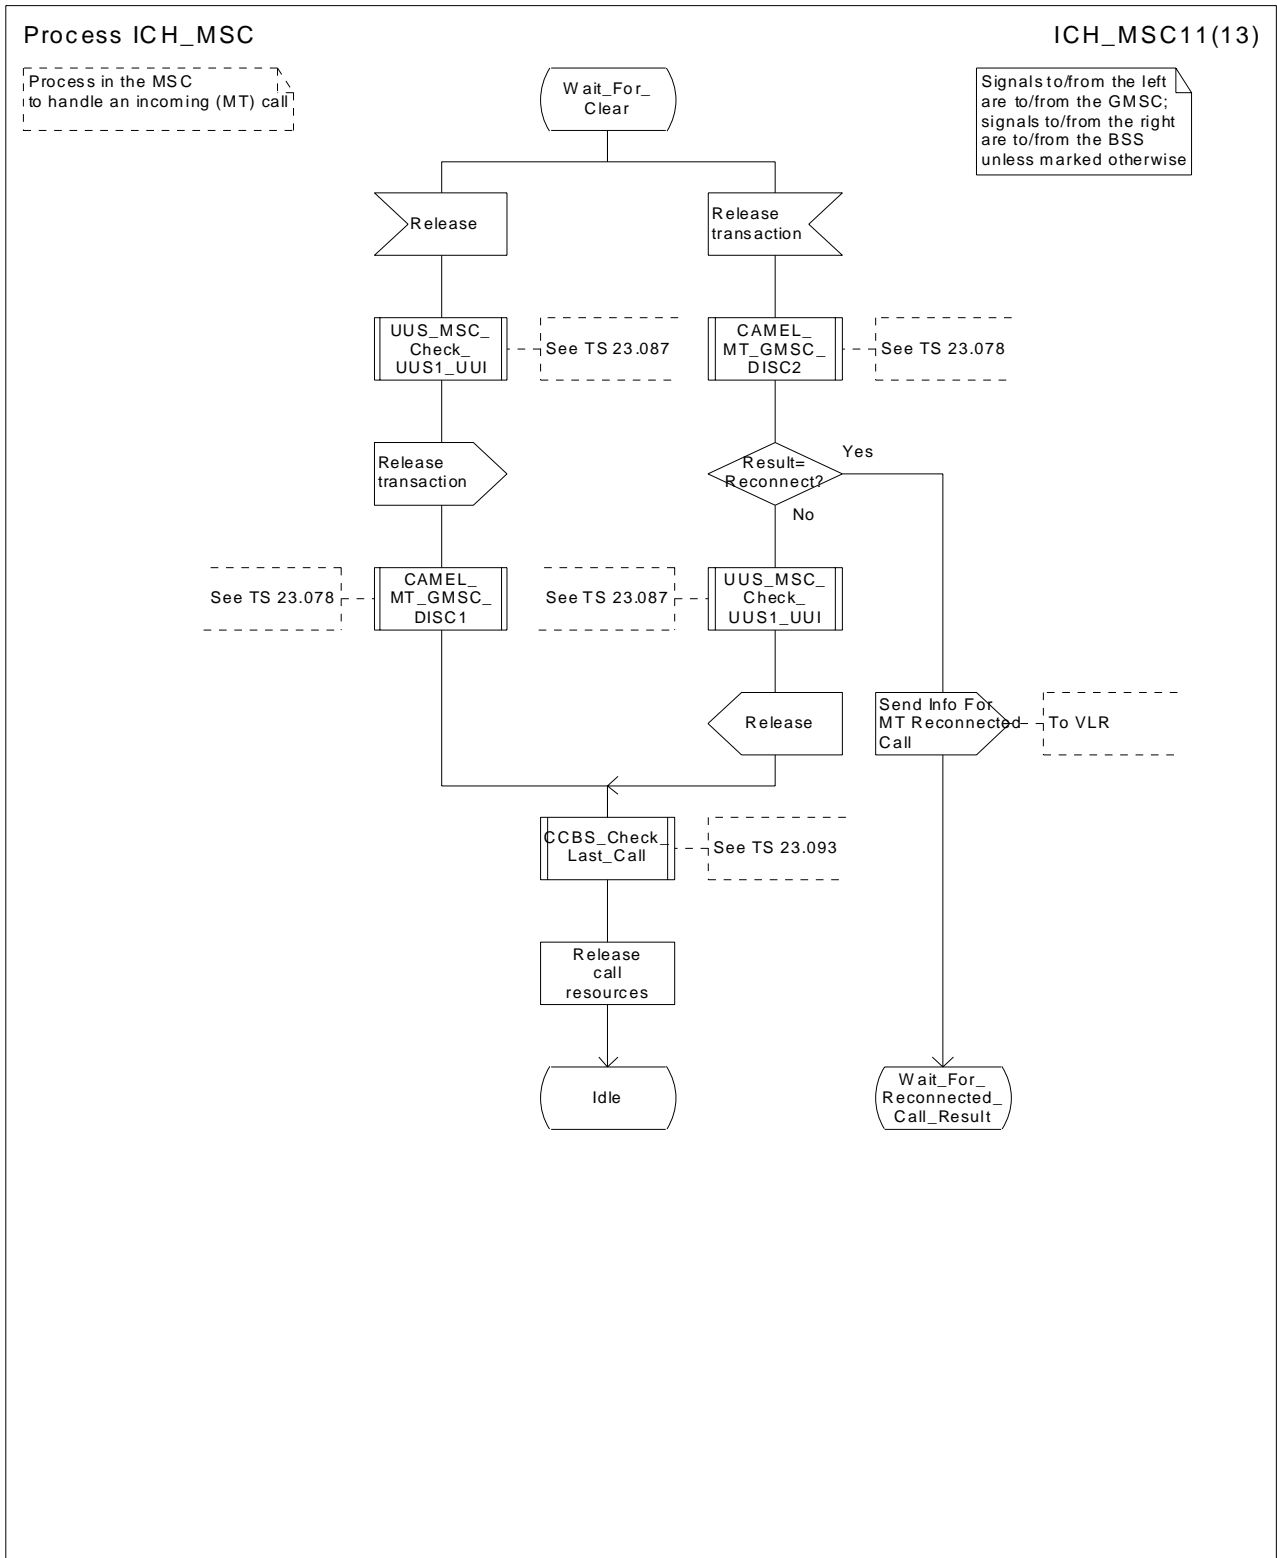 Process ICH_MSC
ICH_MSC11(13)
Process in the MSC
to handle an incoming (MT) call
Signals to/from the left
are to/from the GMSC;
signals to/from the right
are to/from the BSS
unless marked otherwise
Wait_For_
Clear
Release
Release
transaction
UUS_MSC_
Check_
UUS1_UUI
See TS 23.087
CAMEL_
MT_GMSC_
DISC2
See TS 23.078
Release
transaction
Result=
Reconnect?
Yes
No
See TS 23.078
CAMEL_
MT_GMSC_
DISC1
See TS 23.087
UUS_MSC_
Check_
UUS1_UUI
Release
Send Info For
MT Reconnected
Call
To VLR
CCBS_Check_
Last_Call
See TS 23.093
Release
call
resources
Idle
Wait_For_
Reconnected_
Call_Result